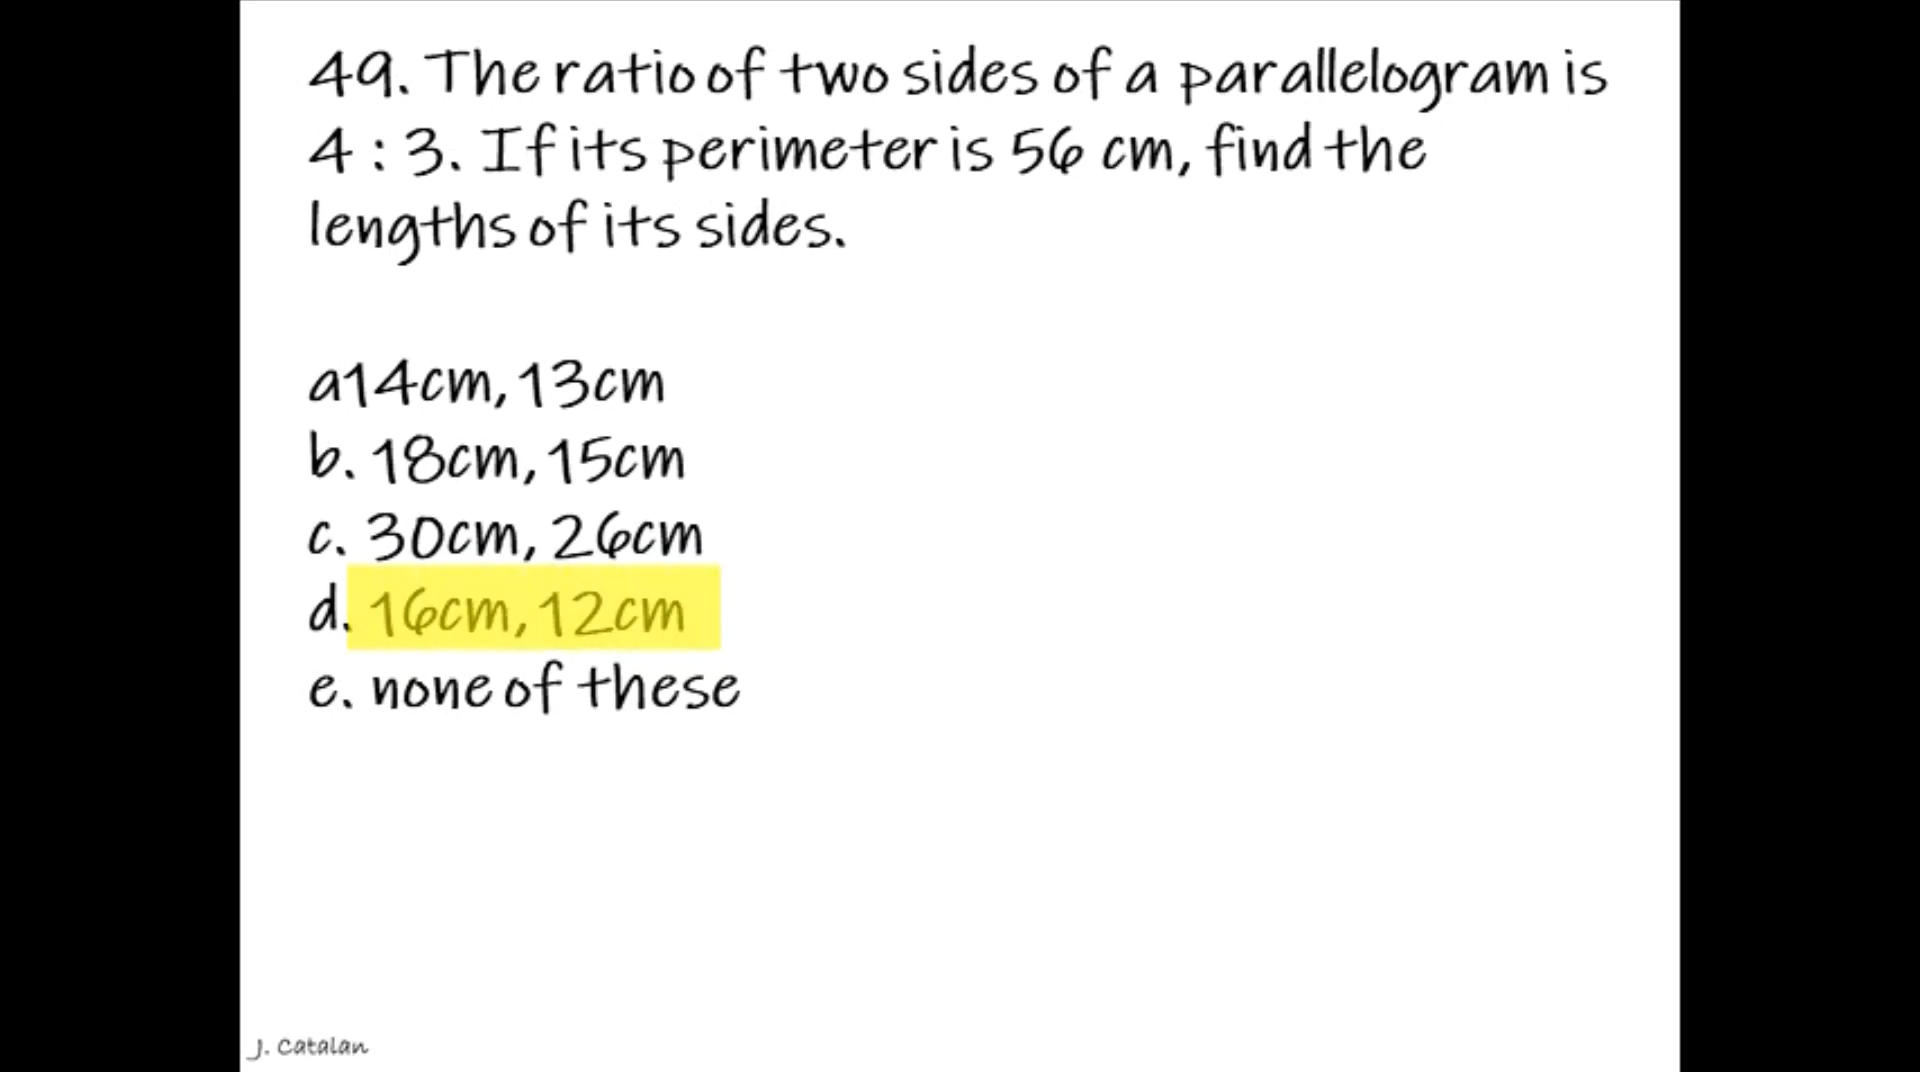 49. The ratio of two sides of a parallelogram is
4 : 3. If its perimeter is 56 cm, find the
lengths of its sides.
a14cm, 13cm
b. 18cm, 15cm
c. 30cm, 26cm
d. 16cm, 12cm
e. none of these
J. Catalan